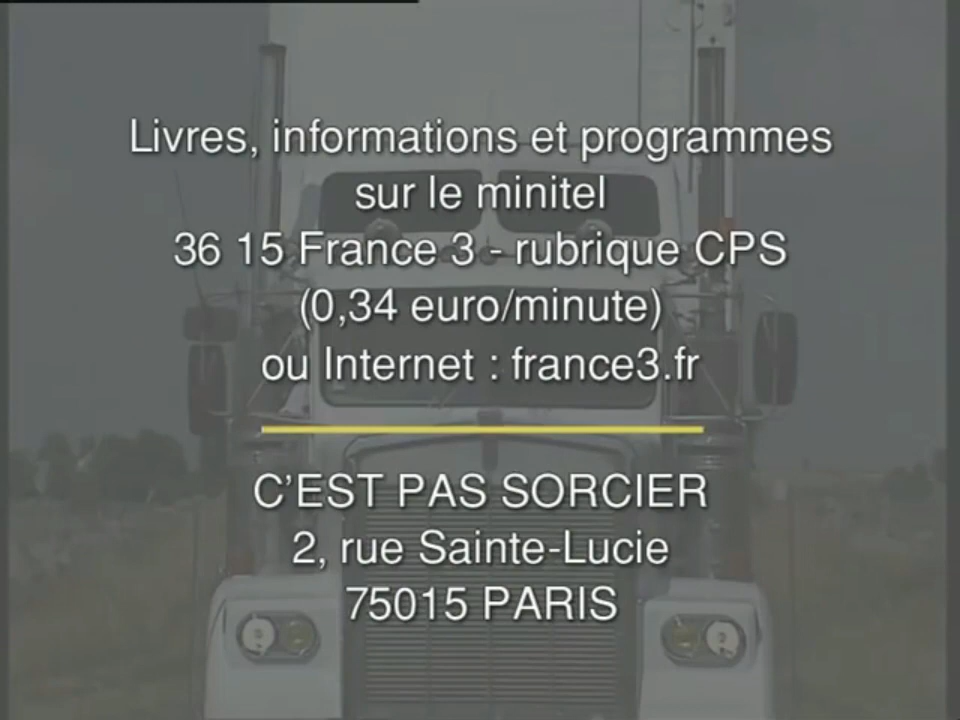 Livres, informations et programmes
sur le minitel
36 15 France 3 - rubrique CPS
(0,34 euro/minute)
ou Internet : france3.fr
C'EST PAS SORCIER
2, rue Sainte-Lucie
75015 PARIS